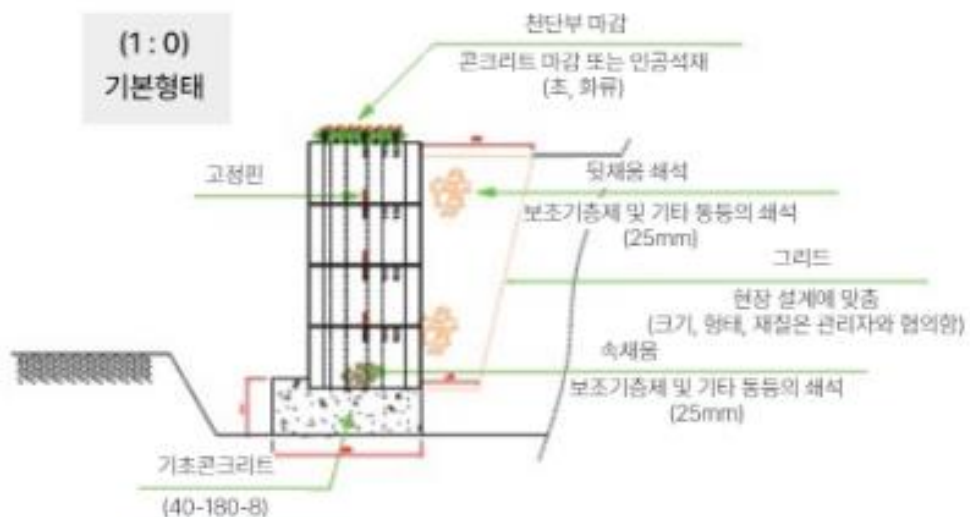 (1 : 0)
기본형태
천단부 마감
콘크리트 마감 또는 인공석재
(초, 화류)
고정핀
뒷채움 쇄석
보조기층제 및 기타 동등의 쇄석
(25mm)
그리드
현장 설계에 맞춤
(크기, 형태, 재질은 관리자와 협의함)
속채움
보조기층제 및 기타 동등의 쇄석
(25mm)
기초콘크리트
(40-180-8)